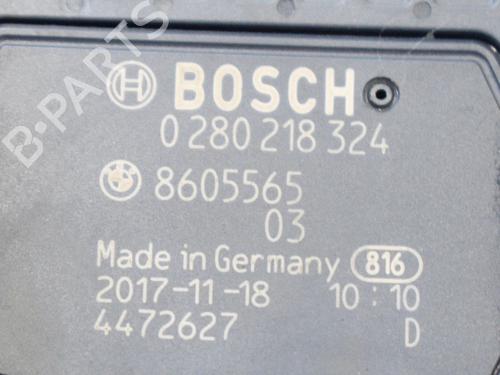 B-PARTS
BOSCH
0 280 218 324
8605565
03
Made in Germany 816
2017-11-18 10:10
4472627 D